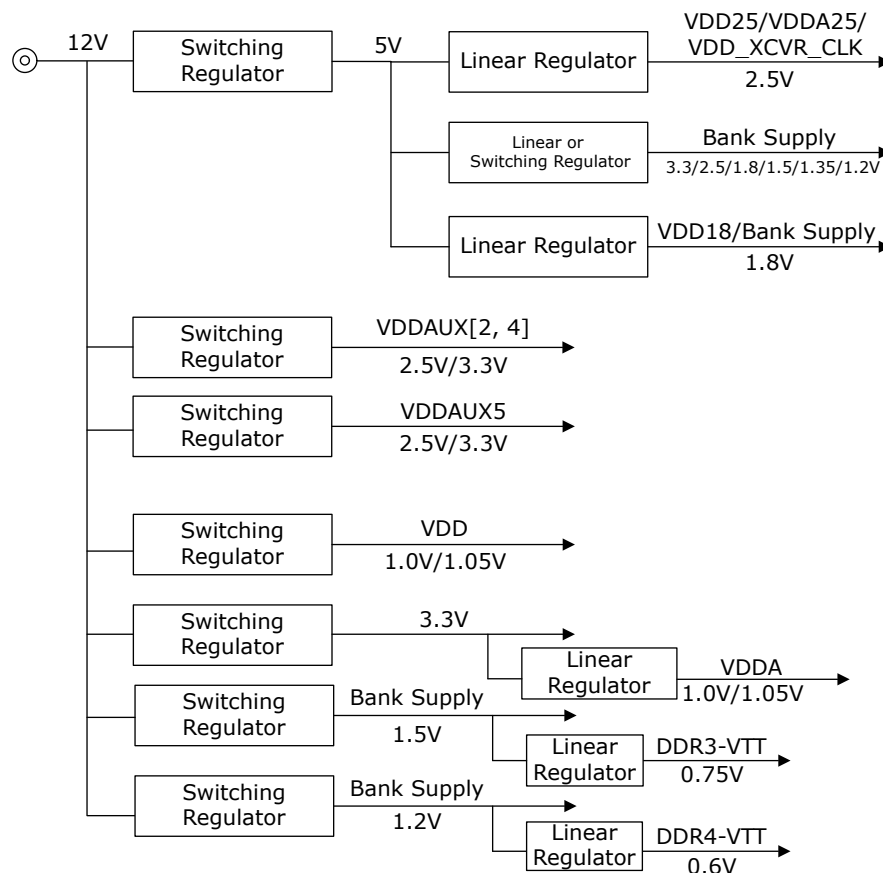 12V
Switching
Regulator
5V
Linear Regulator
VDD25/VDDA25/
VDD_XCVR_CLK
2.5V
Linear or
Switching Regulator
Bank Supply
3.3/2.5/1.8/1.5/1.35/1.2V
Linear Regulator
VDD18/Bank Supply
1.8V
Switching
Regulator
VDDAUX[2, 4]
2.5V/3.3V
Switching
Regulator
VDDAUX5
2.5V/3.3V
Switching
Regulator
VDD
1.0V/1.05V
Switching
Regulator
3.3V
Linear
Regulator
VDDA
1.0V/1.05V
Switching
Regulator
Bank Supply
1.5V
Linear
Regulator
DDR3-VTT
0.75V
Switching
Regulator
Bank Supply
1.2V
Linear
Regulator
DDR4-VTT
0.6V